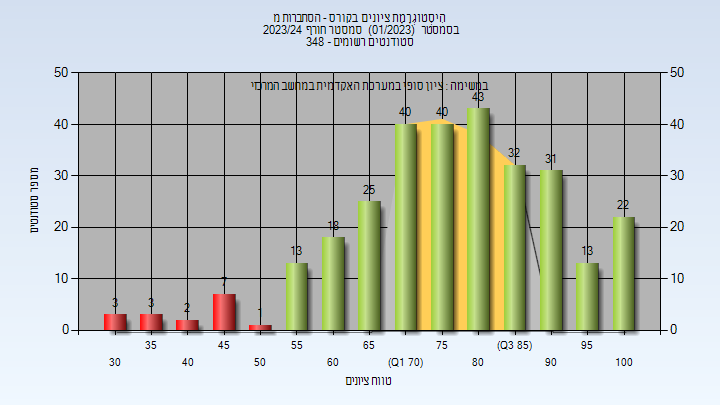 היסטוגרמת ציונים בקורס - הסתברות מ
בסמסטר (01/2023) סמסטר חורף 2023/24
סטודנטים רשומים - 348
במשימה : ציון סופי במערכת האקדמית במחשב המרכזי
מספר סטודנטים
50 50
40 40
30 30
20 20
10 10
0 0
3 3 2 7 1 13 18 25 40 40 43 32 31 13 22
35 45 55 65 75 (Q3 85) 95
30 40 50 60 (Q1 70) 80 90 100
טווח ציונים